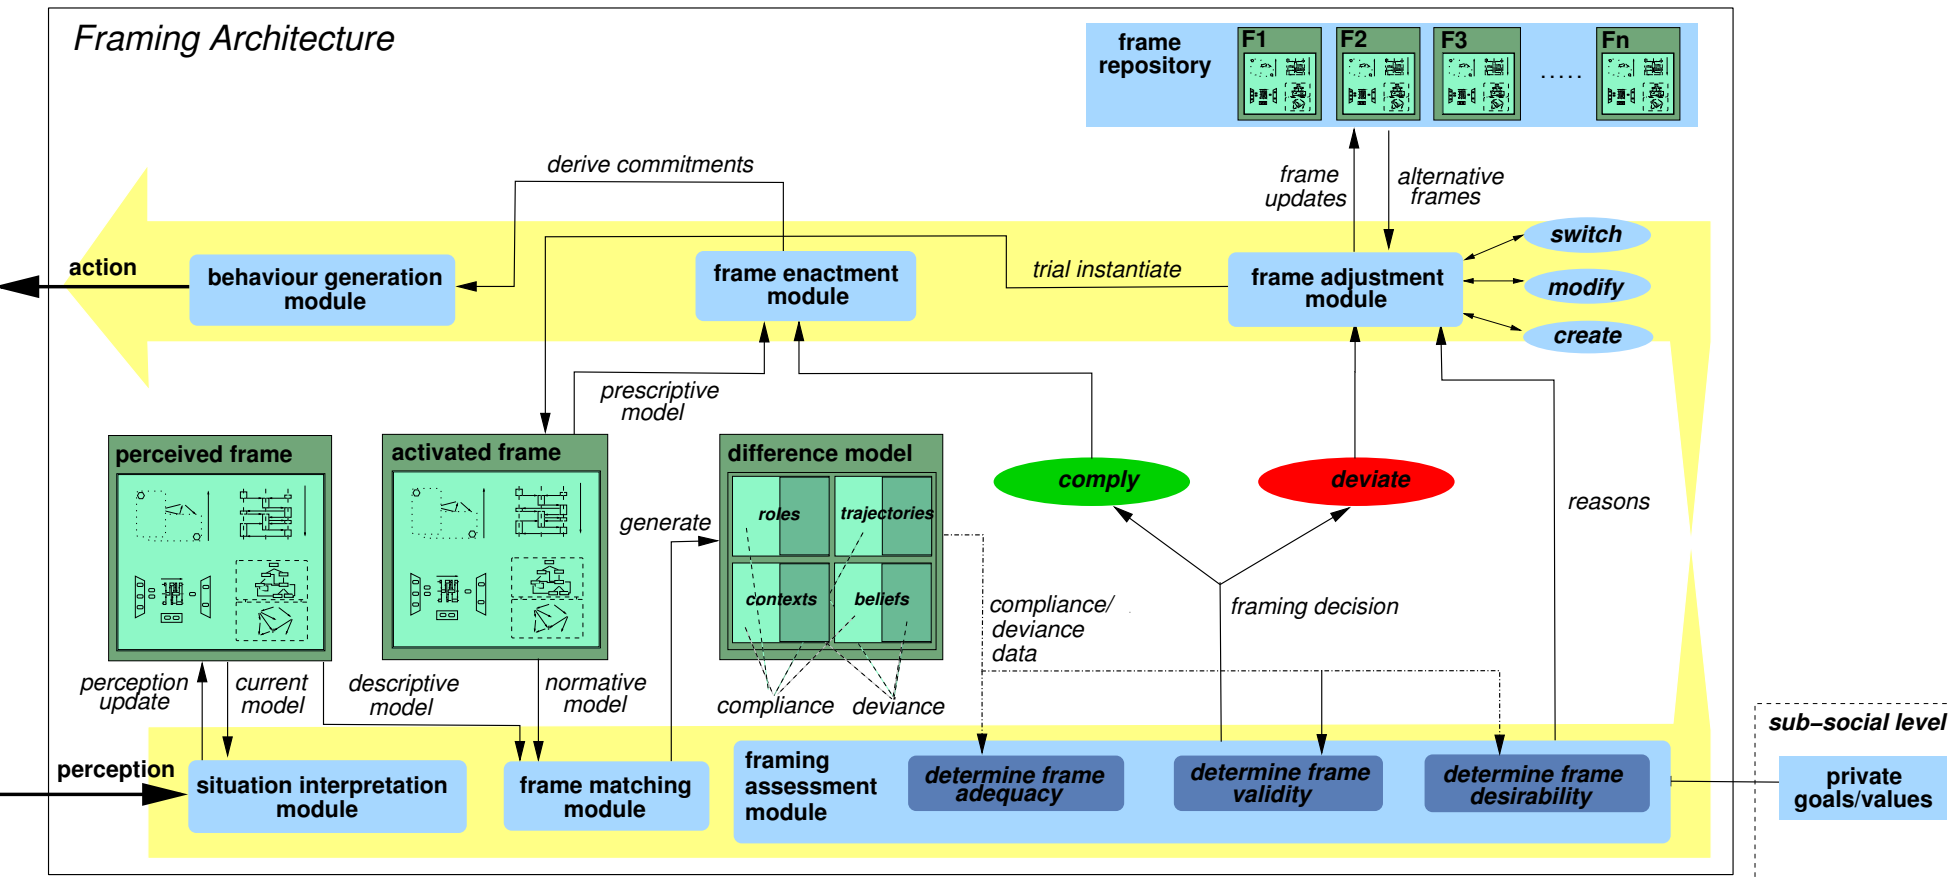 Framing Architecture
frame
repository
F1
F2
F3
.....
Fn
derive commitments
frame
updates
alternative
frames
action
behaviour generation
module
frame enactment
module
trial instantiate
frame adjustment
module
switch
modify
create
prescriptive
model
perceived frame
activated frame
difference model
roles
trajectories
contexts
beliefs
generate
comply
deviate
reasons
compliance/
deviance
data
framing decision
perception
update
current
model
descriptive
model
normative
model
compliance
deviance
perception
situation interpretation
module
frame matching
module
framing
assessment
module
determine frame
adequacy
determine frame
validity
determine frame
desirability
sub–social level
private
goals/values